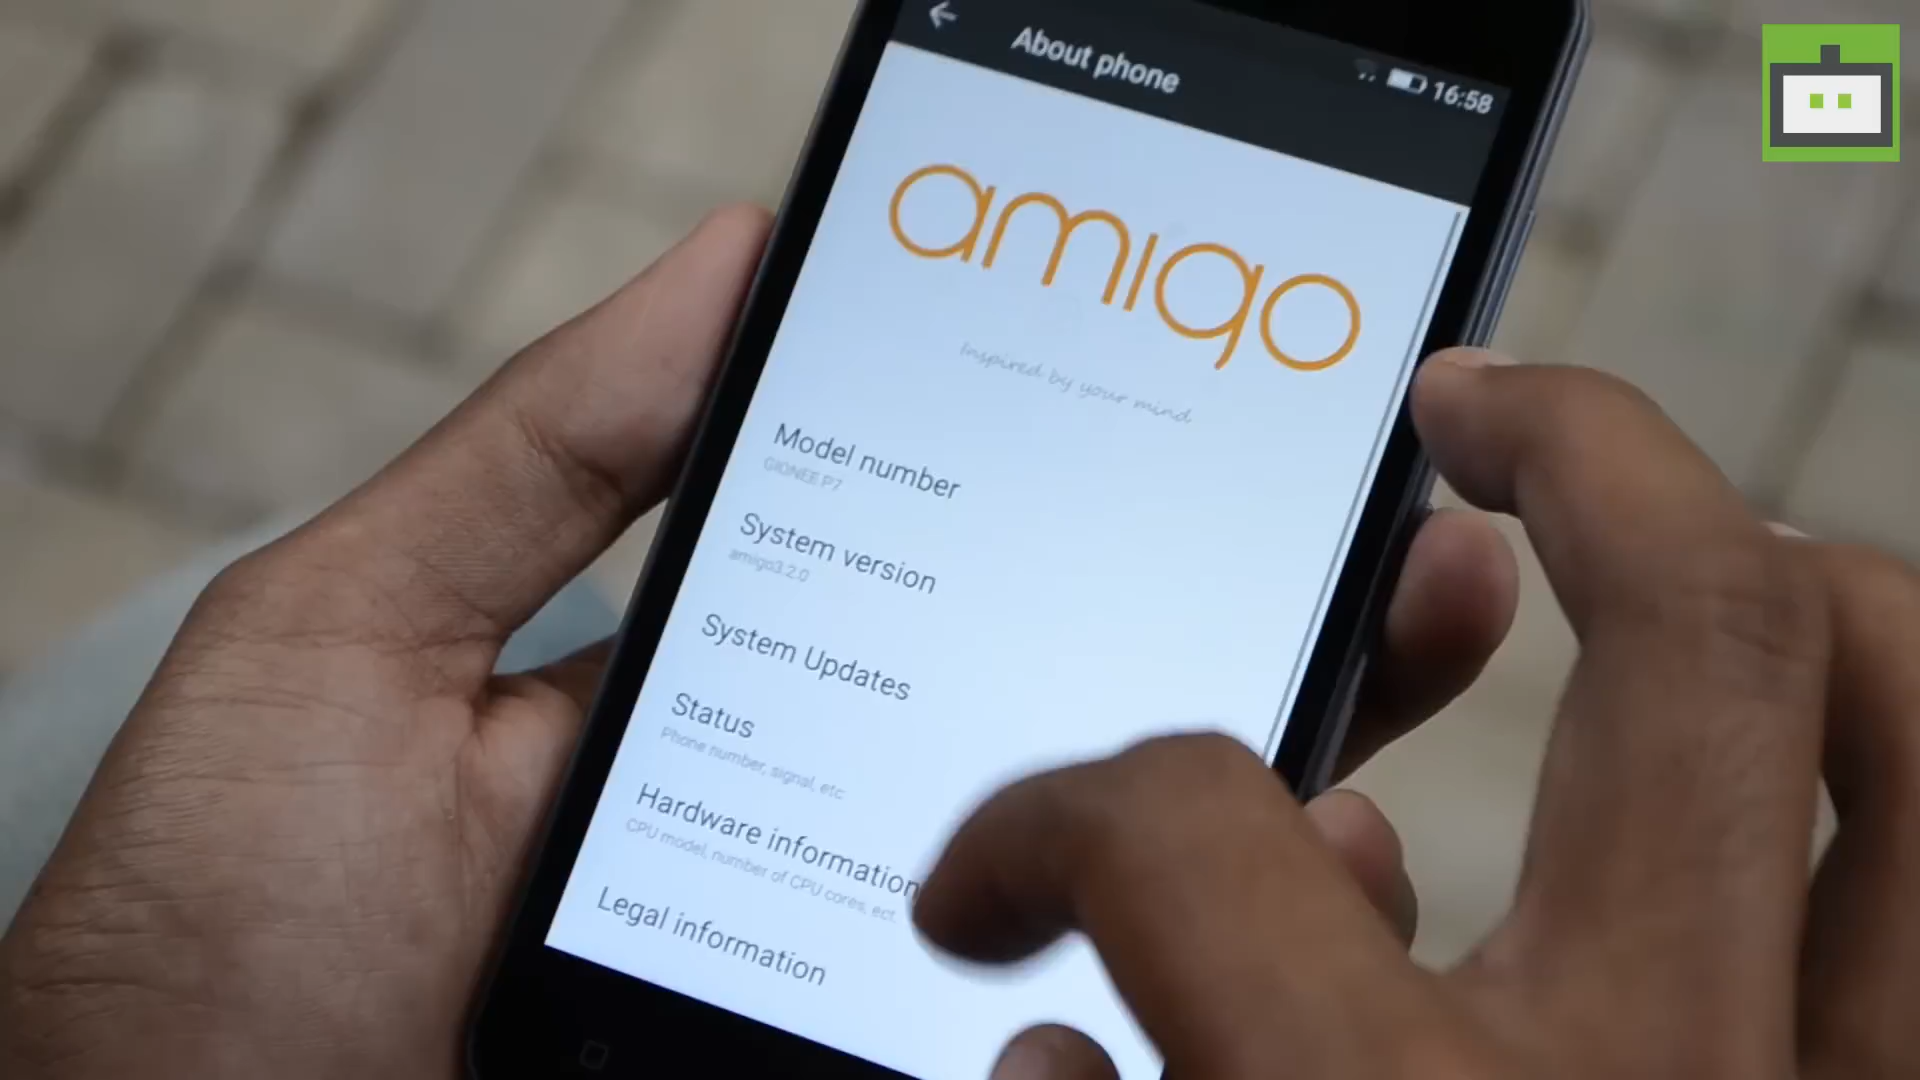 About phone
16:58
amigo
Inspired by your mind
Model number
GIONEE P7
System version
amigo3.2.0
System Updates
Status
Phone number, signal, etc
Hardware information
CPU model, number of CPU cores, ect.
Legal information